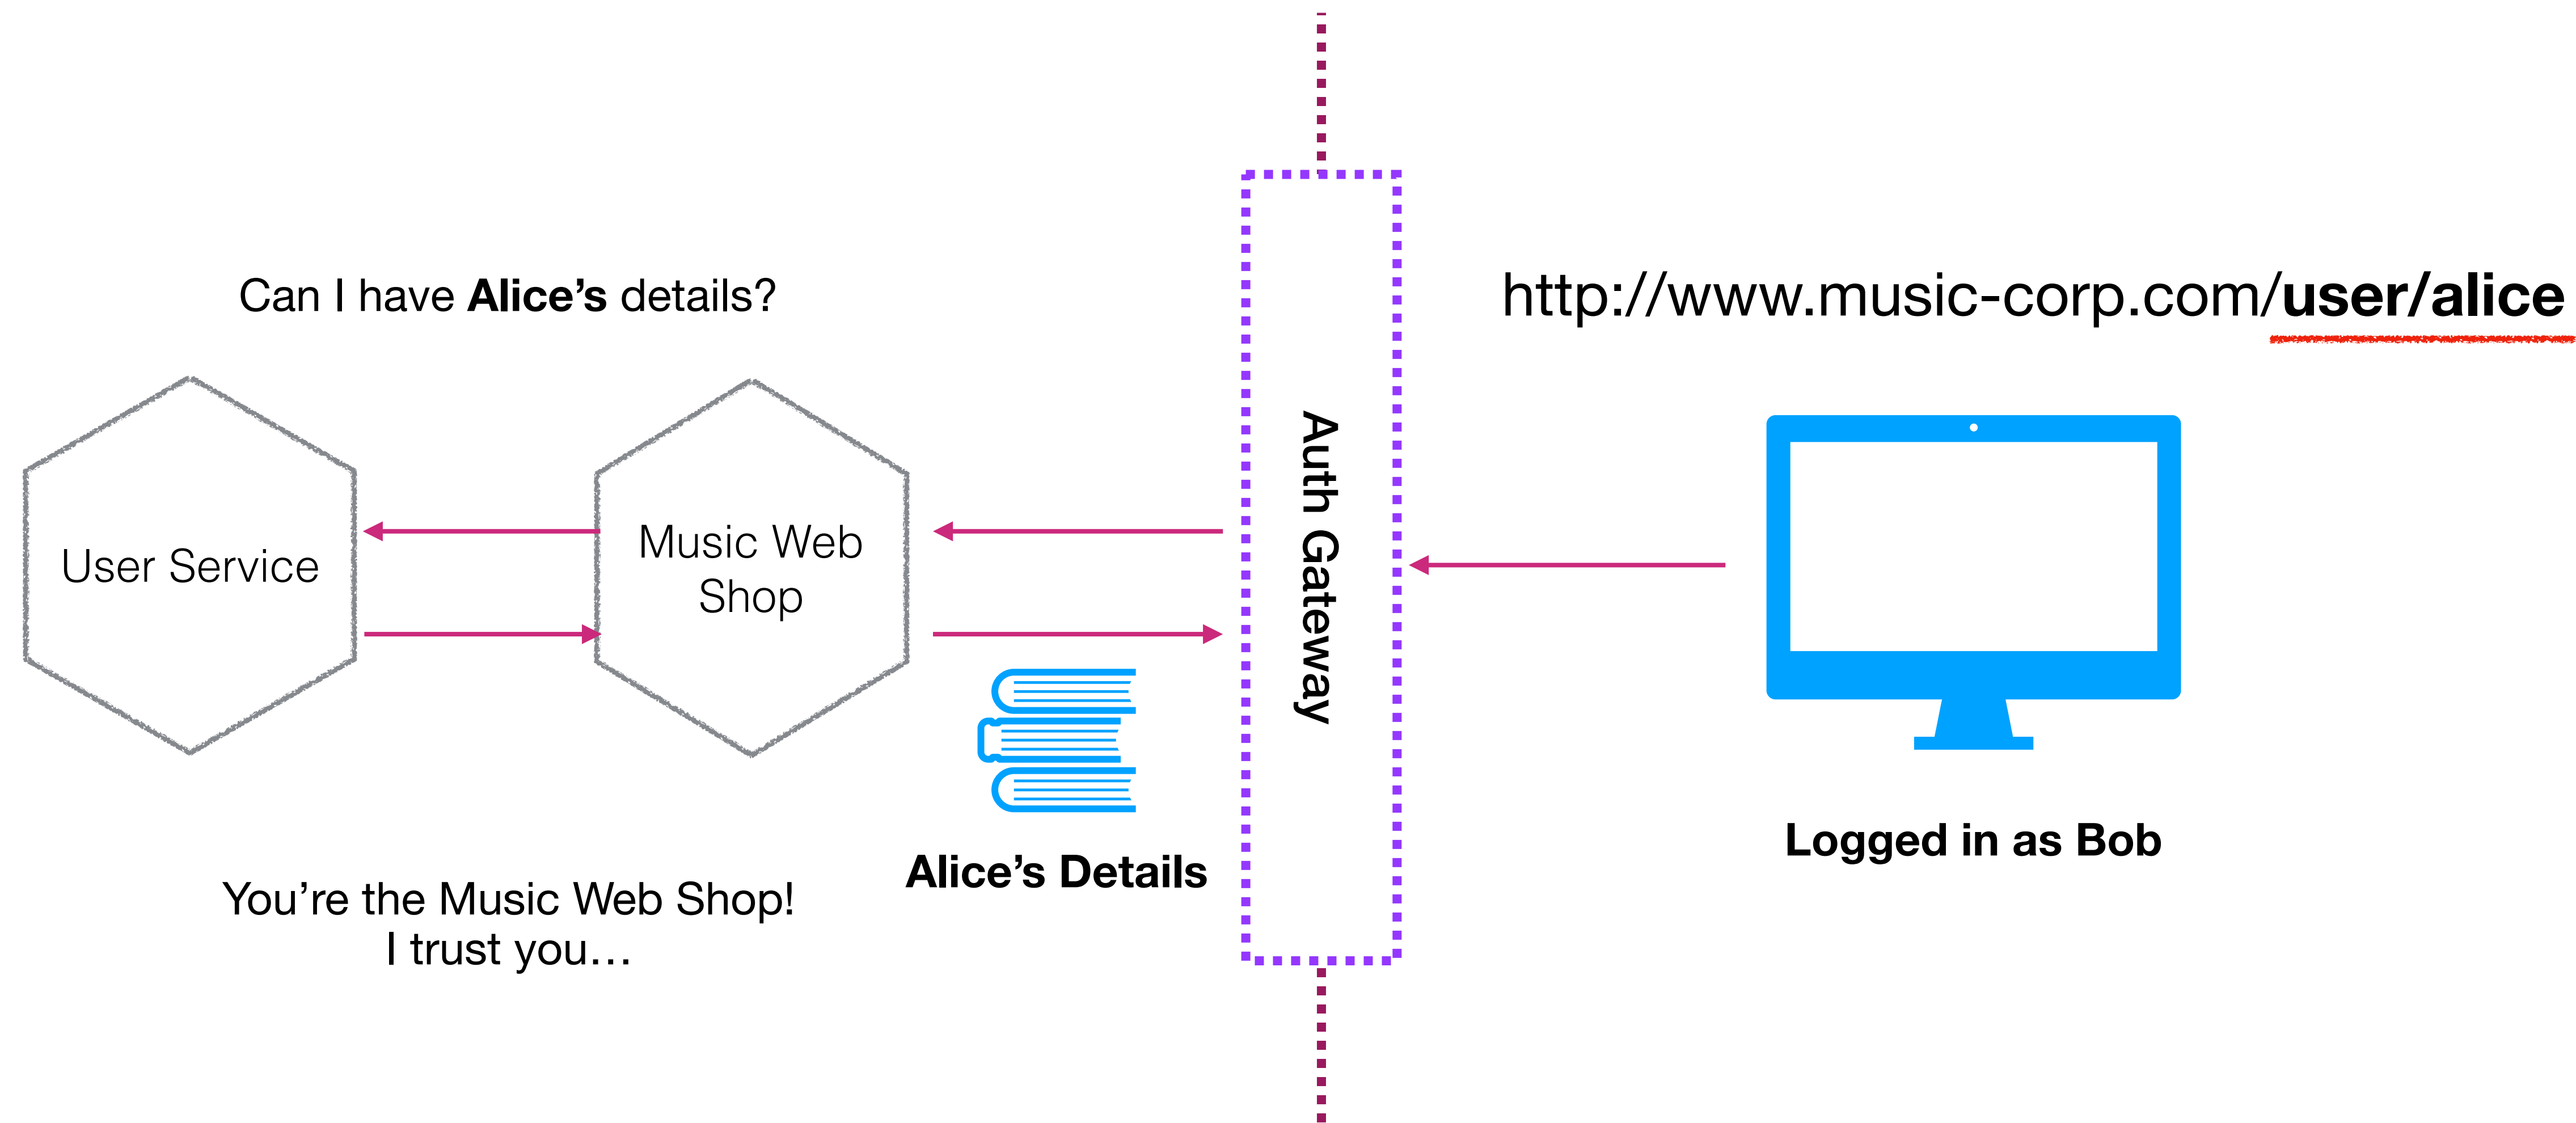 Can I have Alice’s details?
http://www.music-corp.com/user/alice
User Service
Music Web
Shop
Auth Gateway
Alice’s Details
Logged in as Bob
You’re the Music Web Shop!
I trust you…